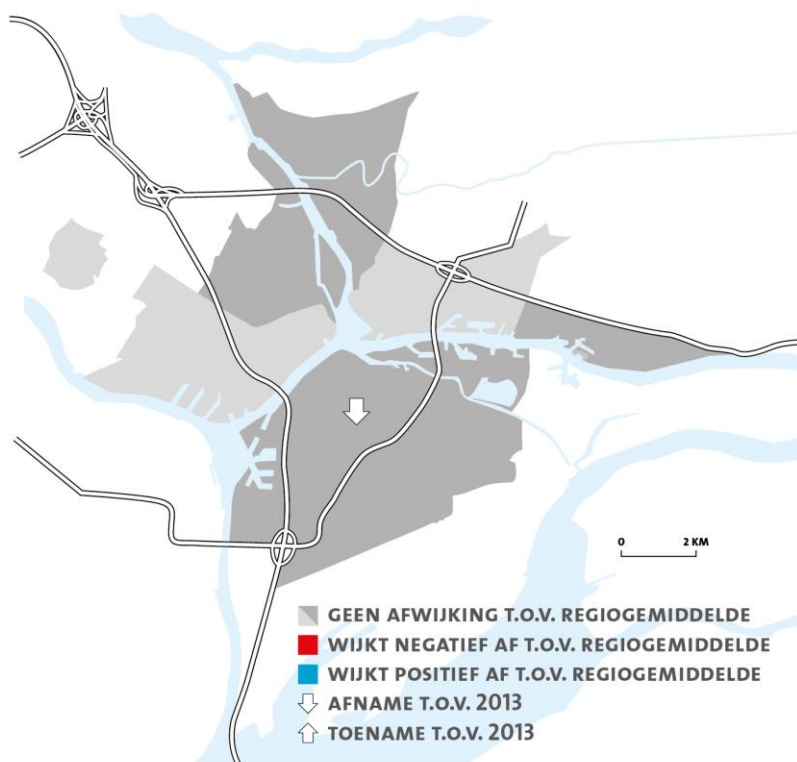 0 2 KM
GEEN AFWIJKING T.O.V. REGIOGEMIDDELDE
WIJKT NEGATIEF AF T.O.V. REGIOGEMIDDELDE
WIJKT POSITIEF AF T.O.V. REGIOGEMIDDELDE
AFNAME T.O.V. 2013
TOENAME T.O.V. 2013